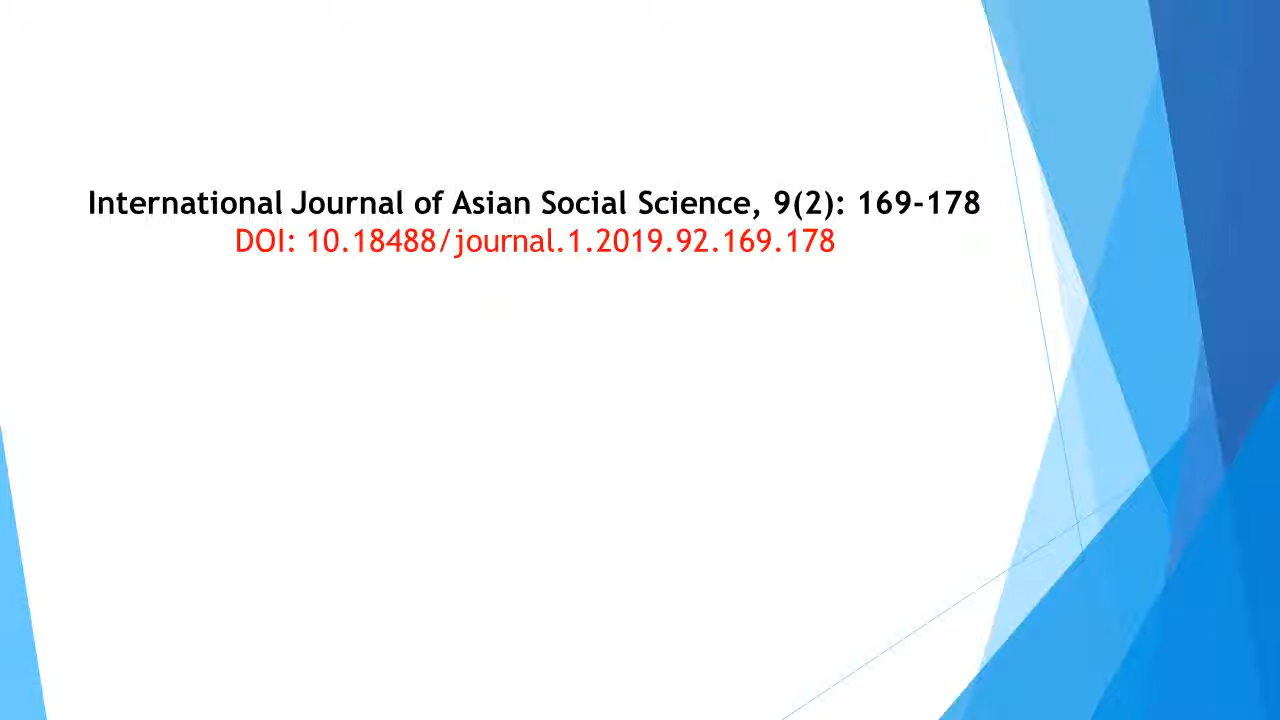 International Journal of Asian Social Science, 9(2): 169-178
DOI: 10.18488/journal.1.2019.92.169.178